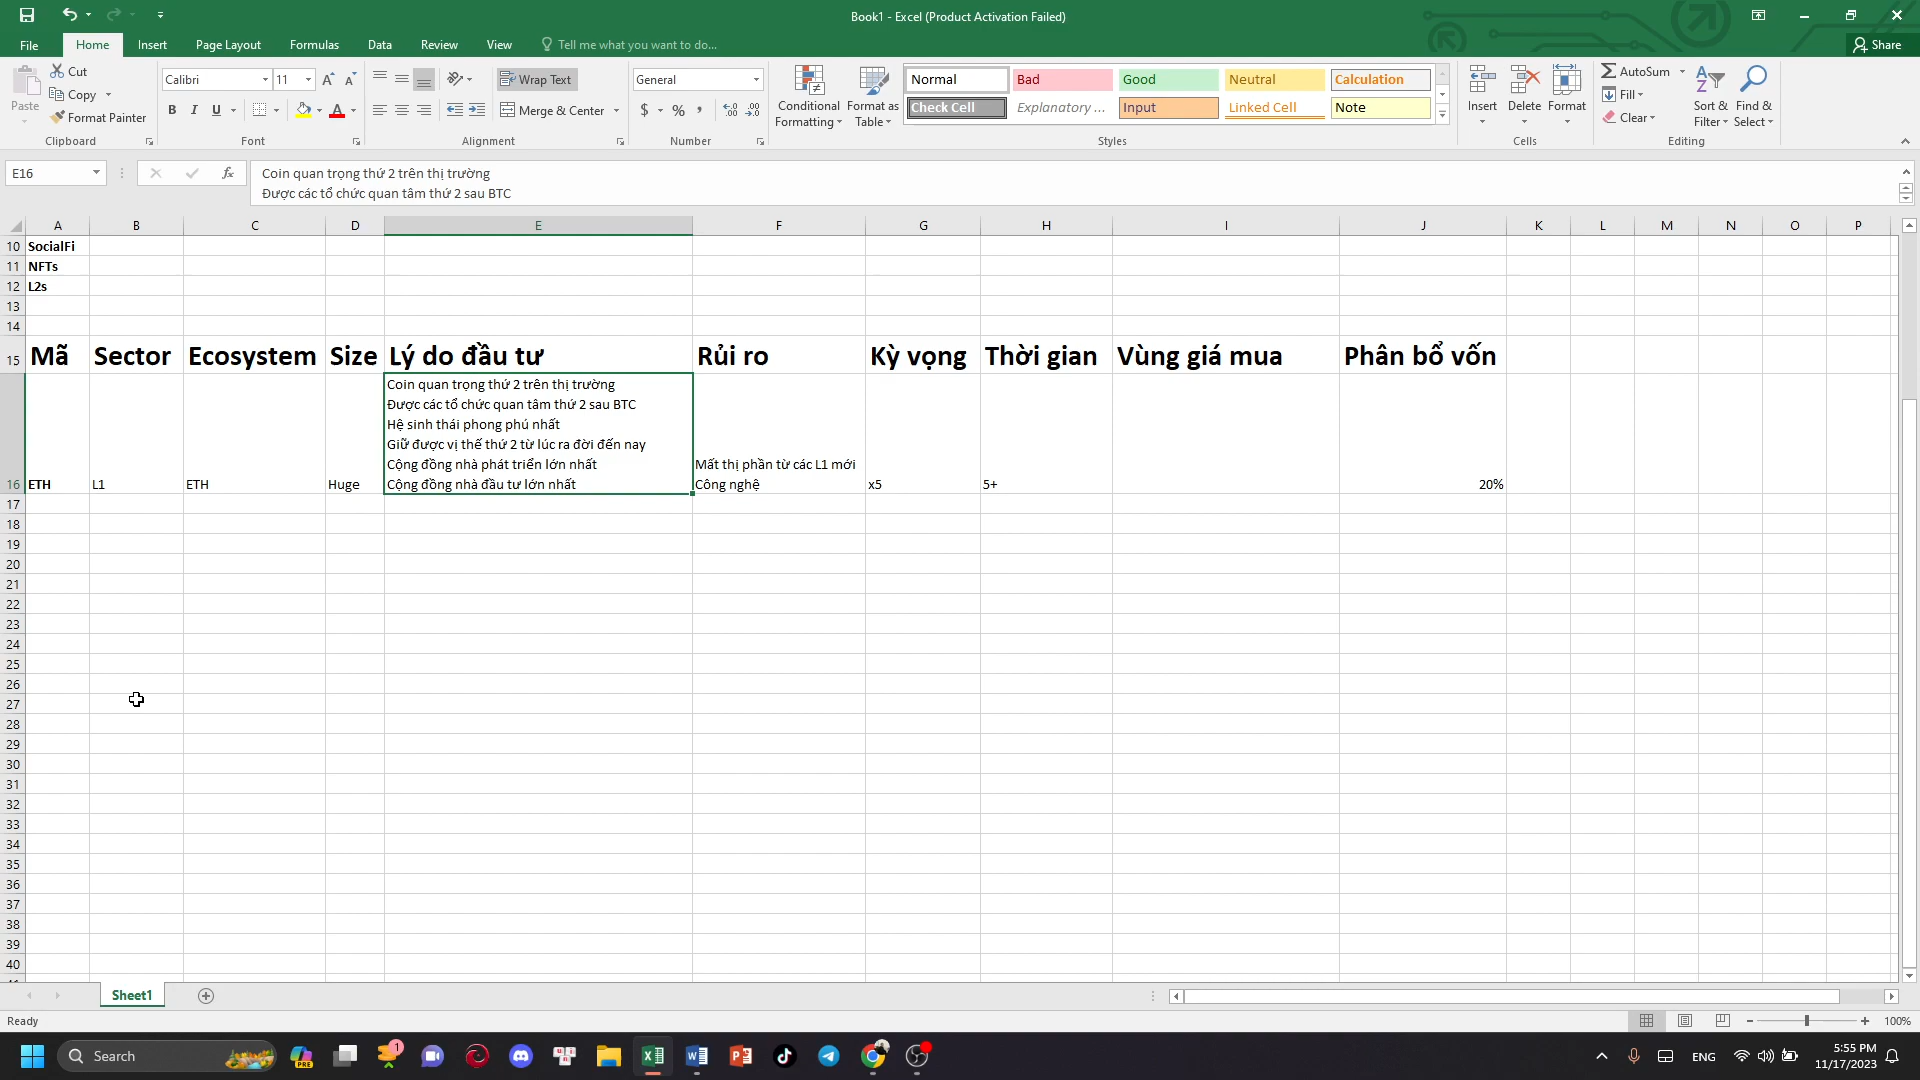 Book1 - Excel (Product Activation Failed)
File Home Insert Page Layout Formulas Data Review View Tell me what you want to do... Share
Paste
Cut
Copy
Format Painter
Clipboard
Calibri 11
A A
B I U A
Font
Wrap Text
Merge & Center
Alignment
General
$ % ,
Number
Conditional Formatting
Format as Table
Normal Bad Good Neutral Calculation
Check Cell Explanatory ... Input Linked Cell Note
Styles
Insert Delete Format
Cells
AutoSum
Fill
Clear
Sort & Filter
Find & Select
Editing
E16 fx Coin quan trọng thứ 2 trên thị trường
Được các tổ chức quan tâm thứ 2 sau BTC
A B C D E F G H I J K L M N O P
10 SocialFi
11 NFTs
12 L2s
13
14
15 Mã Sector Ecosystem Size Lý do đầu tư Rủi ro Kỳ vọng Thời gian Vùng giá mua Phân bổ vốn
Coin quan trọng thứ 2 trên thị trường
Được các tổ chức quan tâm thứ 2 sau BTC
Hệ sinh thái phong phú nhất
Giữ được vị thế thứ 2 từ lúc ra đời đến nay
Cộng đồng nhà phát triển lớn nhất Mất thị phần từ các L1 mới
16 ETH L1 ETH Huge Cộng đồng nhà đầu tư lớn nhất Công nghệ x5 5+ 20%
17
18
19
20
21
22
23
24
25
26
27
28
29
30
31
32
33
34
35
36
37
38
39
40
Sheet1
Ready 100%
Search PRE 1 ENG 5:55 PM
11/17/2023